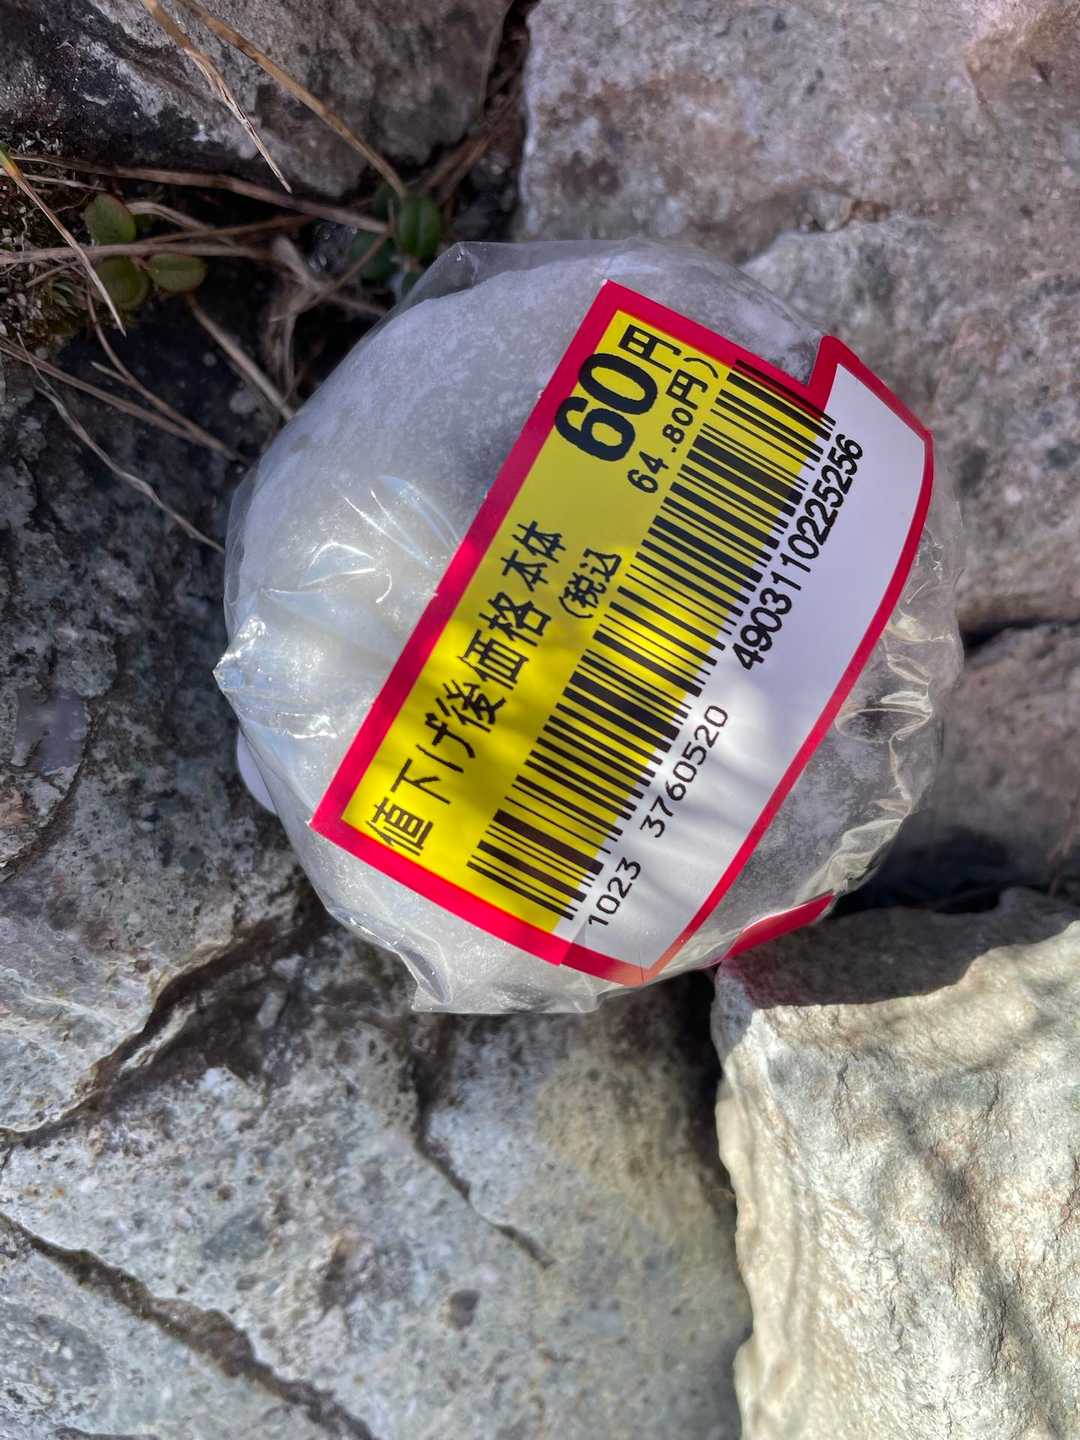 値下げ後価格本体 60円
(税込 64.80円)
4903110225256
1023 3760520